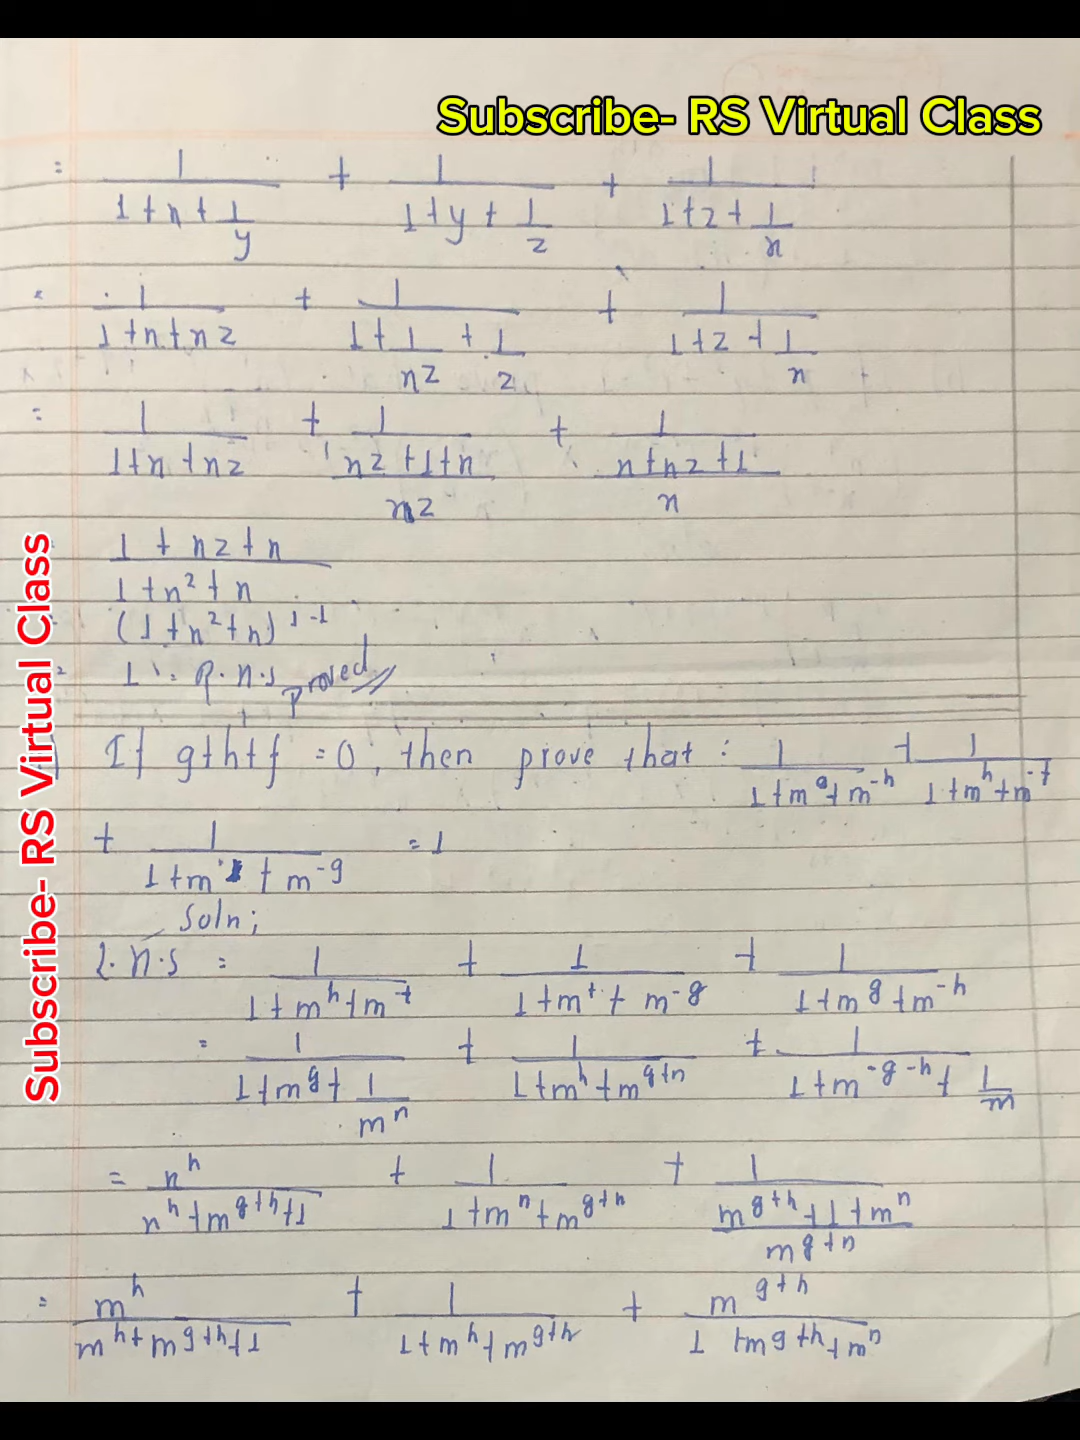 Subscribe- RS Virtual Class
= 1/(1+x+1/y) + 1/(1+y+1/z) + 1/(1+z+1/x)
= 1/(1+x+xz) + 1/(1+1/xz+1/z) + 1/(1+z+1/x)
= 1/(1+x+xz) + 1/((xz+1+x)/xz) + 1/((x+xz+1)/x)
(1+xz+x)/(1+x²+x)
(1+x²+x)¹⁻¹
1 = R.H.S proved
If g+h+f = 0, then prove that : 1/(1+m^g+m^-h) + 1/(1+m^h+m^-f)
+ 1/(1+m^f+m^-g) = 1
Soln;
L.H.S = 1/(1+m^h+m^-f) + 1/(1+m^f+m^-g) + 1/(1+m^g+m^-h)
= 1/(1+m^g+1/m^h) + 1/(1+m^h+m^g+h) + 1/(1+m^-g-h+1/m)
= m^h/(m^h+m^g+h+1) + 1/(1+m^h+m^g+h) + 1/((m^g+h+1+m^h)/m^g+h)
= m^h/(m^h+m^g+h+1) + 1/(1+m^h+m^g+h) + m^g+h/(1+m^g+h+m^h)
Subscribe- RS Virtual Class